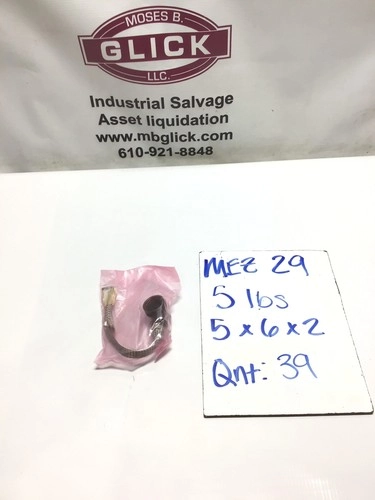 MOSES B.
GLICK
LLC.
Industrial Salvage
Asset liquidation
www.mbglick.com
610-921-8848
MEZ 29
5 lbs
5 x 6 x 2
Qnt: 39